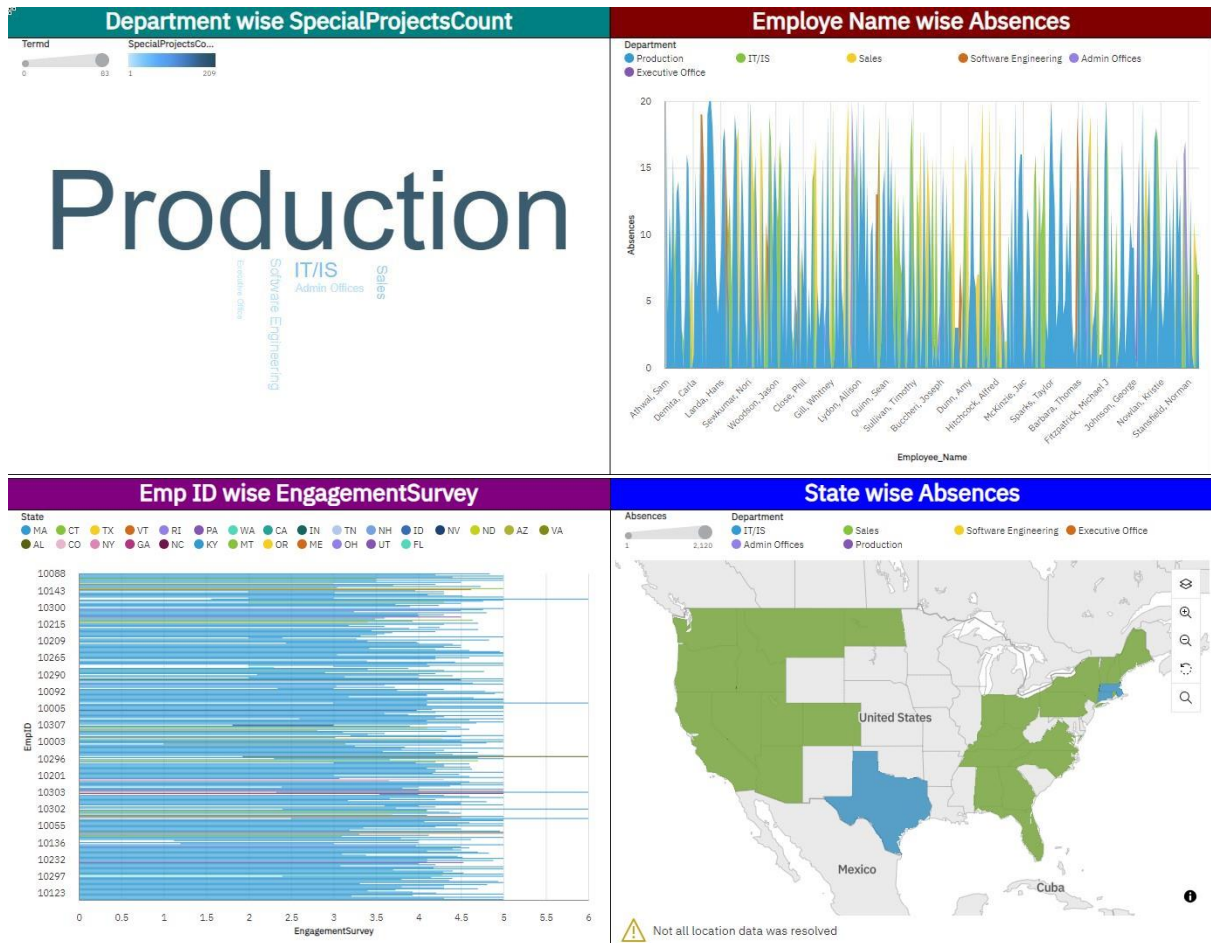 Department wise SpecialProjectsCount
Termd
SpecialProjectsCo...
0 63
1 209
Production
Executive Office
Software Engineering
IT/IS
Admin Offices
Sales
Employe Name wise Absences
Department
Production IT/IS Sales Software Engineering Admin Offices
Executive Office
20
15
10
5
0
Absences
Athwal, Sam
Demita, Carla
Landa, Hans
Sewkumar, Nori
Woodson, Jason
Close, Phil
Gill, Whitney
Lydon, Allison
Quinn, Sean
Sullivan, Timothy
Buccheri, Joseph
Dunn, Amy
Hitchcock, Alfred
McKinzie, Jac
Sparks, Taylor
Barbara, Thomas
Fitzpatrick, Michael J
Johnson, George
Nowlan, Kristie
Stansfield, Norman
Employee_Name
Emp ID wise EngagementSurvey
State
MA CT TX VT RI PA WA CA IN TN NH ID NV ND AZ VA
AL CO NY GA NC KY MT OR ME OH UT FL
10088
10143
10300
10215
10209
10265
10290
10092
10005
10307
10003
10296
10201
10303
10302
10055
10136
10232
10297
10123
EmpID
0 0.5 1 1.5 2 2.5 3 3.5 4 4.5 5 5.5 6
EngagementSurvey
State wise Absences
Absences
1 2,120
Department
IT/IS Sales Software Engineering Executive Office
Admin Offices Production
United States
Mexico
Cuba
Not all location data was resolved